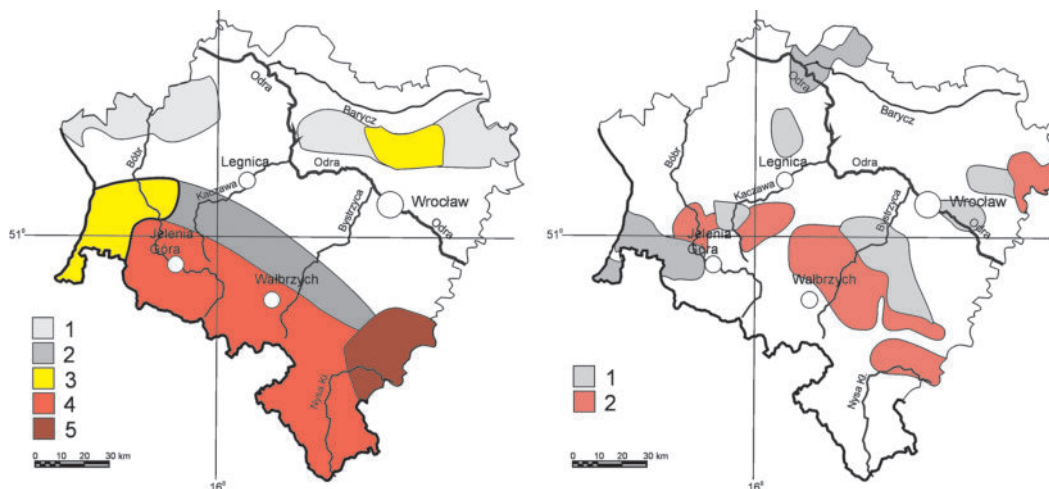 Odra
Barycz
Bóbr
Legnica
Odra
Kaczawa
Wrocław
Bystrzyca
Odra
51°
Jelenia
Góra
Wałbrzych
Nysa Kł.
1
2
3
4
5
0 10 20 30 km
16°
Odra
Barycz
Bóbr
Legnica
Odra
Kaczawa
Wrocław
Bystrzyca
Odra
51°
Jelenia
Góra
Wałbrzych
Nysa Kł.
1
2
0 10 20 30 km
16°